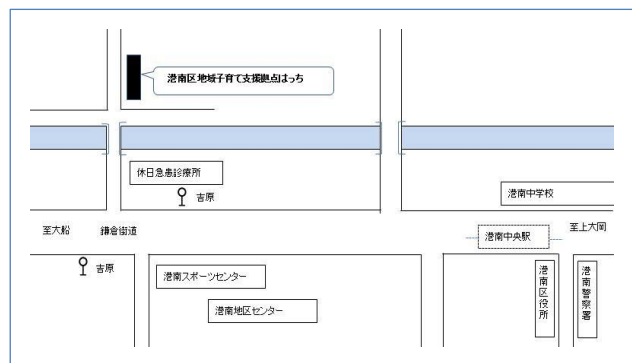 港南区地域子育て支援拠点はっち
休日急患診療所
吉原
港南中学校
至大船
鎌倉街道
港南中央駅
至上大岡
吉原
港南スポーツセンター
港南地区センター
港南区役所
港南警察署